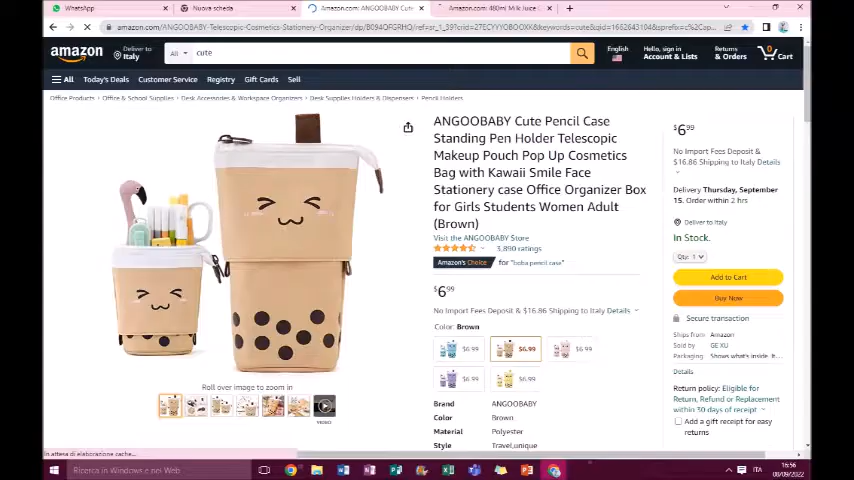 WhatsApp
Nuova scheda
Amazon.com: ANGOOBABY Cute P
Amazon.com: 480ml Milk Juice C
amazon.com/ANGOOBABY-Telescopic-Cosmetics-Stationery-Organizer/dp/
amazon
Deliver to
Italy
All
cute
English
Hello, sign in
Account & Lists
Returns
& Orders
0
Cart
All
Today's Deals
Customer Service
Registry
Gift Cards
Sell
Office Products › Office & School Supplies › Desk Accessories & Workspace Organizers › Desk Supplies Holders & Dispensers › Pencil Holders
ANGOOBABY Cute Pencil Case
Standing Pen Holder Telescopic
Makeup Pouch Pop Up Cosmetics
Bag with Kawaii Smile Face
Stationery case Office Organizer Box
for Girls Students Women Adult
(Brown)
Visit the ANGOOBABY Store
3,890 ratings
Amazon's Choice
for "boba pencil case"
$6.99
No Import Fees Deposit & $16.86 Shipping to Italy Details
Color: Brown
$6.99
$6.99
$6.99
$6.99
$6.99
Brand ANGOOBABY
Color Brown
Material Polyester
Style Travel,unique
Roll over image to zoom in
VIDEO
$6.99
No Import Fees Deposit &
$16.86 Shipping to Italy Details
Delivery Thursday, September
15. Order within 2 hrs
Deliver to Italy
In Stock.
Qty: 1
Add to Cart
Buy Now
Secure transaction
Ships from Amazon
Sold by GE XU
Packaging Shows what's inside. It...
Details
Return policy: Eligible for
Return, Refund or Replacement
within 30 days of receipt
Add a gift receipt for easy
returns
In attesa di elaborazione cache...
Ricerca in Windows e nel Web
ITA
16:56
08/09/2022